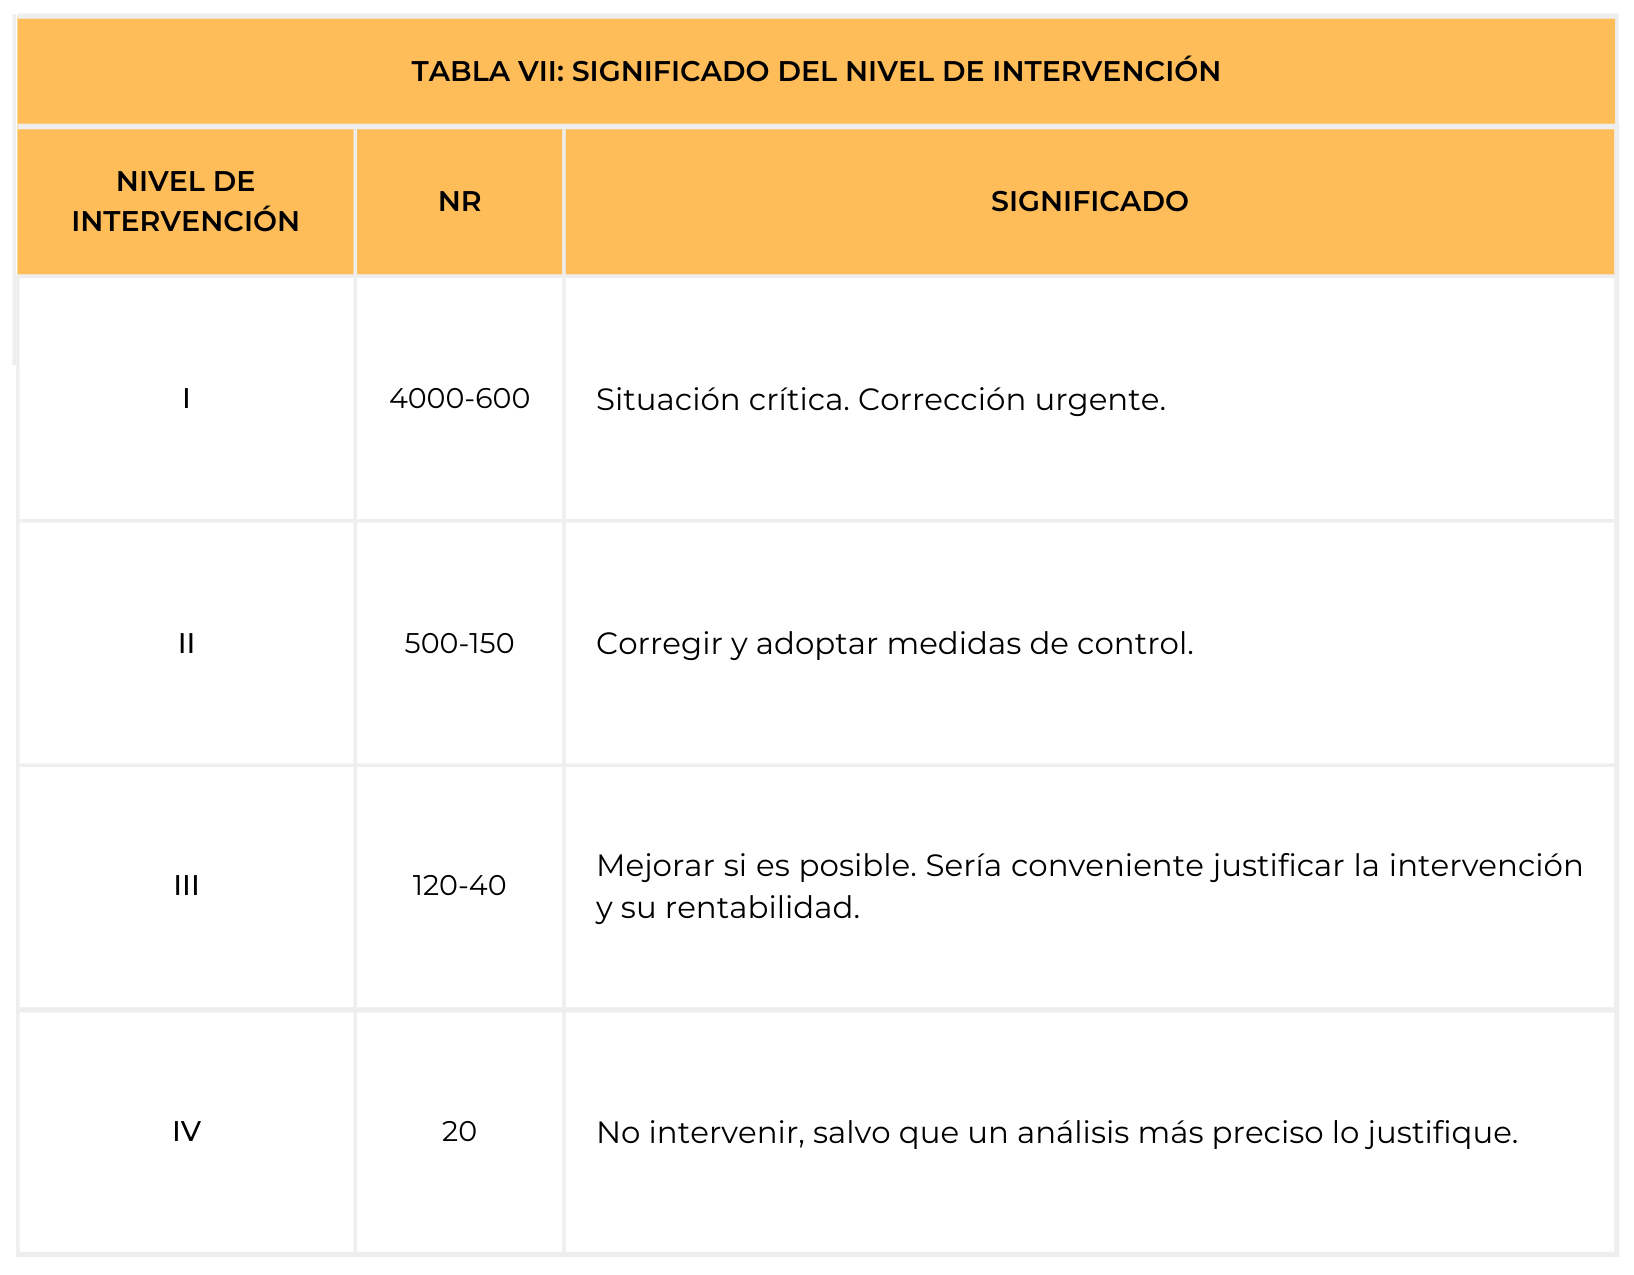 TABLA VII: SIGNIFICADO DEL NIVEL DE INTERVENCIÓN
NIVEL DE
INTERVENCIÓN
NR
SIGNIFICADO
I
4000-600
Situación crítica. Corrección urgente.
II
500-150
Corregir y adoptar medidas de control.
III
120-40
Mejorar si es posible. Sería conveniente justificar la intervención
y su rentabilidad.
IV
20
No intervenir, salvo que un análisis más preciso lo justifique.